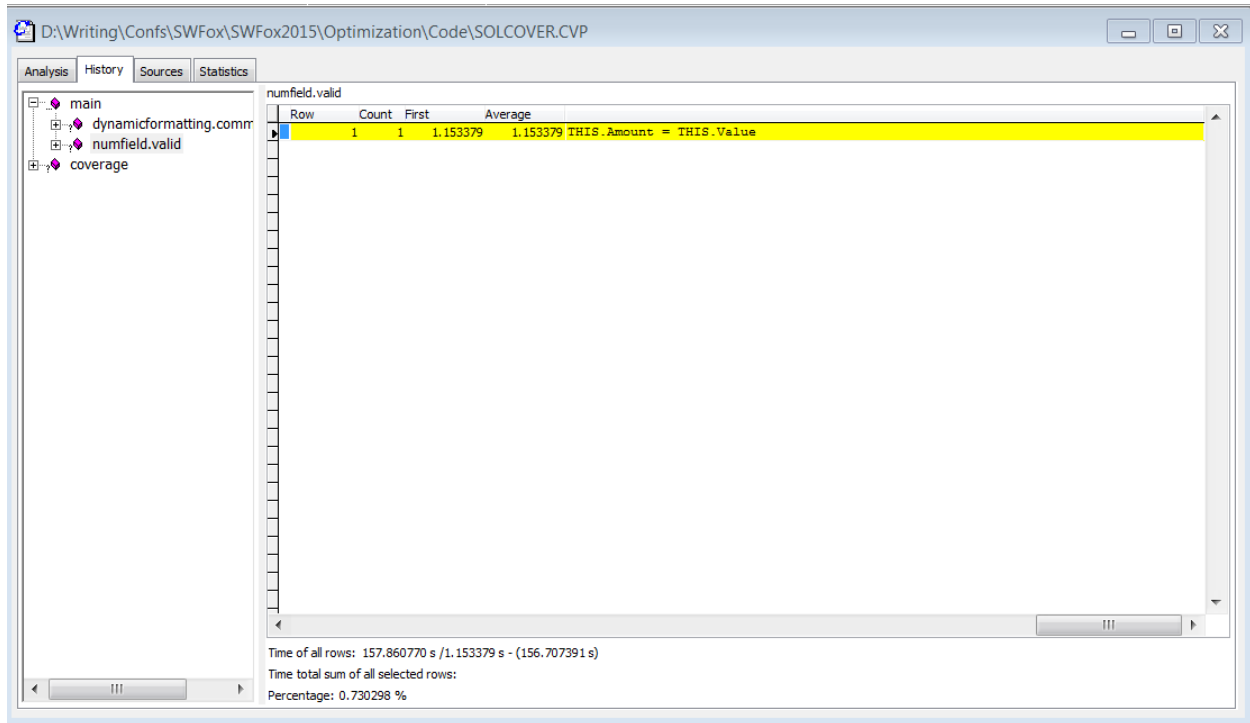 D:\Writing\Confs\SWFox\SWFox2015\Optimization\Code\SOLCOVER.CVP
Analysis History Sources Statistics
main
dynamicformatting.comm
numfield.valid
coverage
numfield.valid
Row Count First Average
1 1 1.153379 1.153379 THIS.Amount = THIS.Value
Time of all rows: 157.860770 s /1.153379 s - (156.707391 s)
Time total sum of all selected rows:
Percentage: 0.730298 %